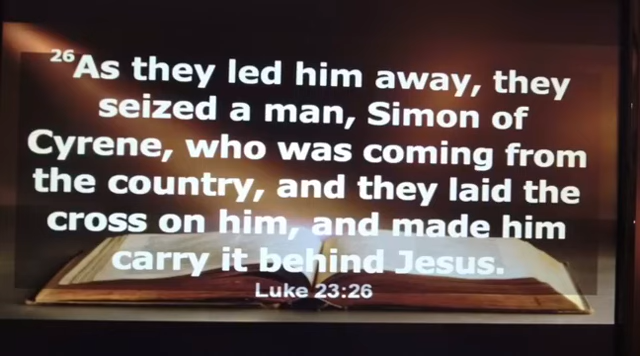 26As they led him away, they
seized a man, Simon of
Cyrene, who was coming from
the country, and they laid the
cross on him, and made him
carry it behind Jesus.
Luke 23:26